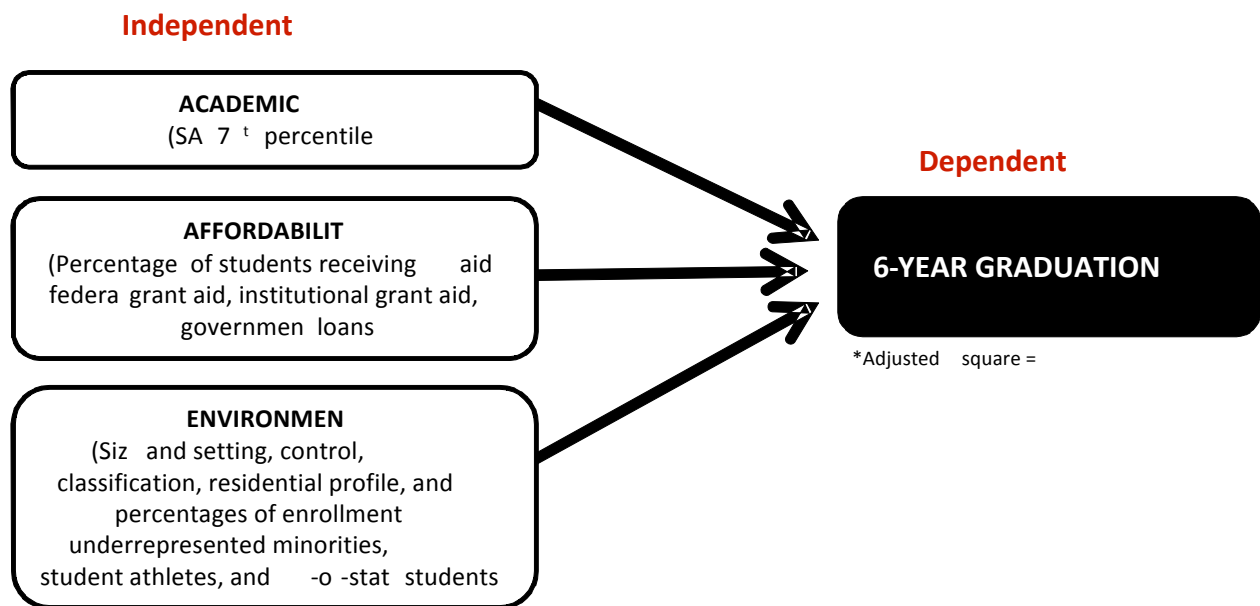 Independent
ACADEMIC
(SA 7 t percentile
AFFORDABILIT
(Percentage of students receiving aid
federa grant aid, institutional grant aid,
governmen loans
ENVIRONMEN
(Siz and setting, control,
classification, residential profile, and
percentages of enrollment
underrepresented minorities,
student athletes, and -o -stat students
Dependent
6-YEAR GRADUATION
*Adjusted square =